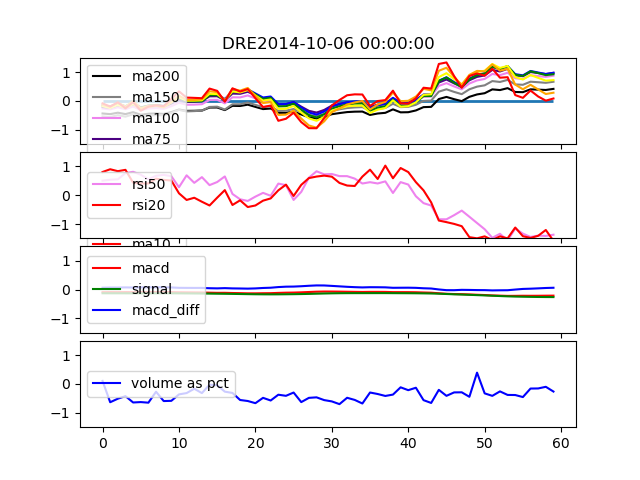 DRE2014-10-06 00:00:00
1
0
−1
ma200
ma150
ma100
ma75
1
0
−1
rsi50
rsi20
ma10
1
0
−1
macd
signal
macd_diff
1
0
−1
volume as pct
0 10 20 30 40 50 60